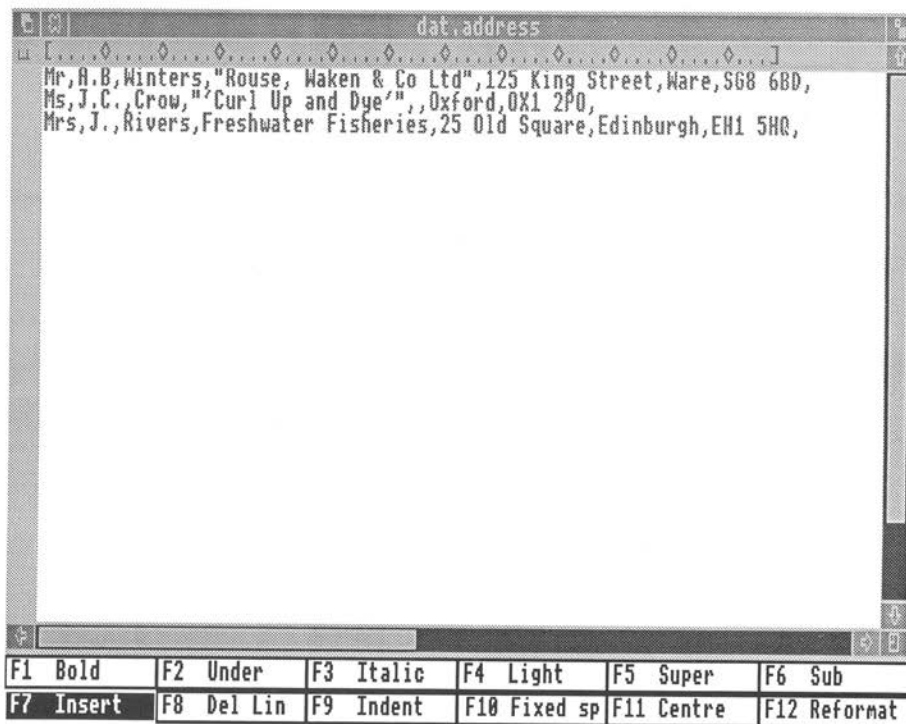 dat.address
[....◊....◊....◊....◊....◊....◊....◊....◊....◊....◊....◊....◊....]
Mr,A.B,Winters,"Rouse, Waken & Co Ltd",125 King Street,Ware,SG8 6BD,
Ms,J.C.,Crow,"'Curl Up and Dye'",,Oxford,OX1 2PO,
Mrs,J.,Rivers,Freshwater Fisheries,25 Old Square,Edinburgh,EH1 5HQ,
F1 Bold F2 Under F3 Italic F4 Light F5 Super F6 Sub
F7 Insert F8 Del Lin F9 Indent F10 Fixed sp F11 Centre F12 Reformat